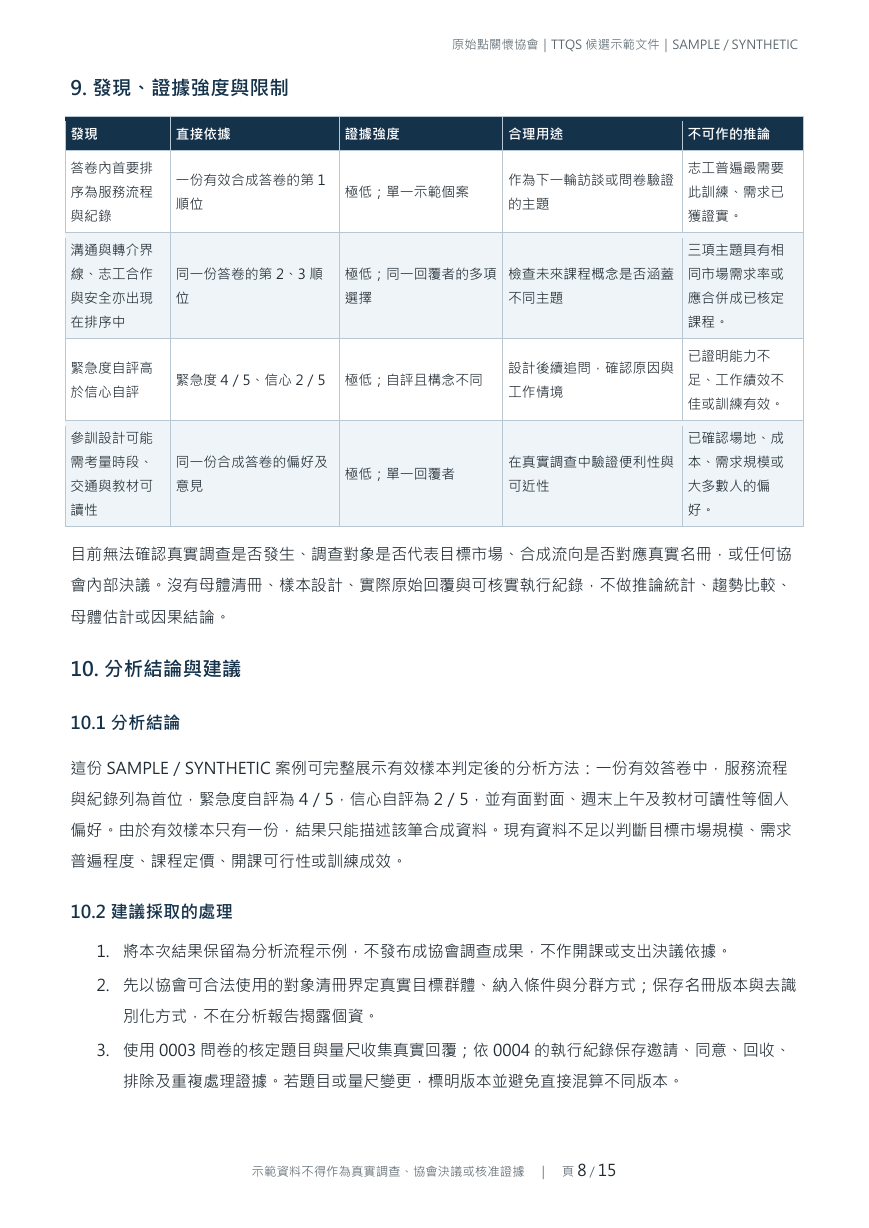 原始點關懷協會 | TTQS 候選示範文件 | SAMPLE / SYNTHETIC
9. 發現、證據強度與限制
發現 直接依據 證據強度 合理用途 不可作的推論
答卷內首要排
序為服務流程
與紀錄
一份有效合成答卷的第 1
順位
極低；單一示範個案
作為下一輪訪談或問卷驗證
的主題
志工普遍最需要
此訓練、需求已
獲證實。
溝通與轉介界
線、志工合作
與安全亦出現
在排序中
同一份答卷的第 2、3 順
位
極低；同一回覆者的多項
選擇
檢查未來課程概念是否涵蓋
不同主題
三項主題具有相
同市場需求率或
應合併成已核定
課程。
緊急度自評高
於信心自評
緊急度 4 / 5、信心 2 / 5
極低；自評且構念不同
設計後續追問，確認原因與
工作情境
已證明能力不
足、工作績效不
佳或訓練有效。
參訓設計可能
需考量時段、
交通與教材可
讀性
同一份合成答卷的偏好及
意見
極低；單一回覆者
在真實調查中驗證便利性與
可近性
已確認場地、成
本、需求規模或
大多數人的偏
好。
目前無法確認真實調查是否發生、調查對象是否代表目標市場、合成流向是否對應真實名冊，或任何協
會內部決議。沒有母體清冊、樣本設計、實際原始回覆與可核實執行紀錄，不做推論統計、趨勢比較、
母體估計或因果結論。
10. 分析結論與建議
10.1 分析結論
這份 SAMPLE / SYNTHETIC 案例可完整展示有效樣本判定後的分析方法：一份有效答卷中，服務流程
與紀錄列為首位，緊急度自評為 4 / 5，信心自評為 2 / 5，並有面對面、週末上午及教材可讀性等個人
偏好。由於有效樣本只有一份，結果只能描述該筆合成資料。現有資料不足以判斷目標市場規模、需求
普遍程度、課程定價、開課可行性或訓練成效。
10.2 建議採取的處理
1. 將本次結果保留為分析流程示例，不發布成協會調查成果，不作開課或支出決議依據。
2. 先以協會可合法使用的對象清冊界定真實目標群體、納入條件與分群方式；保存名冊版本與去識
別化方式，不在分析報告揭露個資。
3. 使用 0003 問卷的核定題目與量尺收集真實回覆；依 0004 的執行紀錄保存邀請、同意、回收、
排除及重複處理證據。若題目或量尺變更，標明版本並避免直接混算不同版本。
示範資料不得作為真實調查、協會決議或核准證據 | 頁 8 / 15